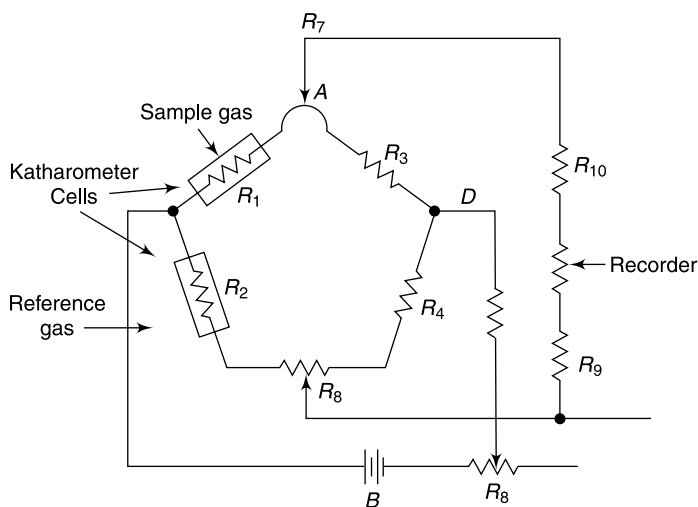 R7
A
Sample gas
R3
R10
Katharometer
Cells
R1
D
Recorder
R2
Reference
gas
R4
R9
R8
B
R8